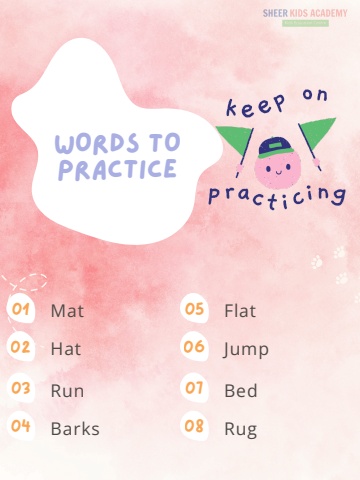 SHEER KIDS ACADEMY
keep on
practicing
WORDS TO
PRACTICE
01 Mat
02 Hat
03 Run
04 Barks
05 Flat
06 Jump
07 Bed
08 Rug